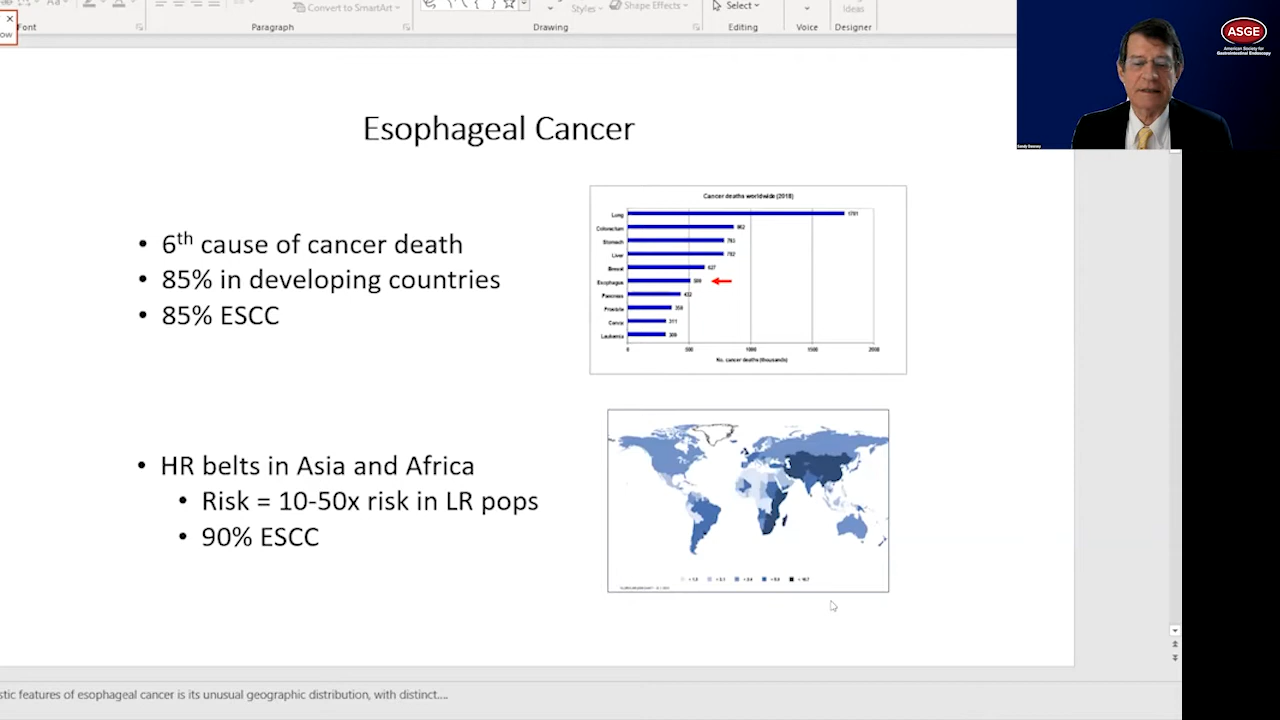 Convert to SmartArt
Styles
Shape Effects
Select
Ideas
ow
Font
Paragraph
Drawing
Editing
Voice
Designer
ASGE
American Society for
Gastrointestinal Endoscopy
Esophageal Cancer
• 6th cause of cancer death
• 85% in developing countries
• 85% ESCC
Cancer deaths worldwide (2018)
Lung 1761
Colorectum 862
Stomach 783
Liver 782
Breast 627
Esophagus
Pancreas 432
Prostate 359
Cervix 311
Leukemia 309
0 500 1000 1500 2000
No. cancer deaths (thousands)
• HR belts in Asia and Africa
• Risk = 10-50x risk in LR pops
• 90% ESCC
stic features of esophageal cancer is its unusual geographic distribution, with distinct....